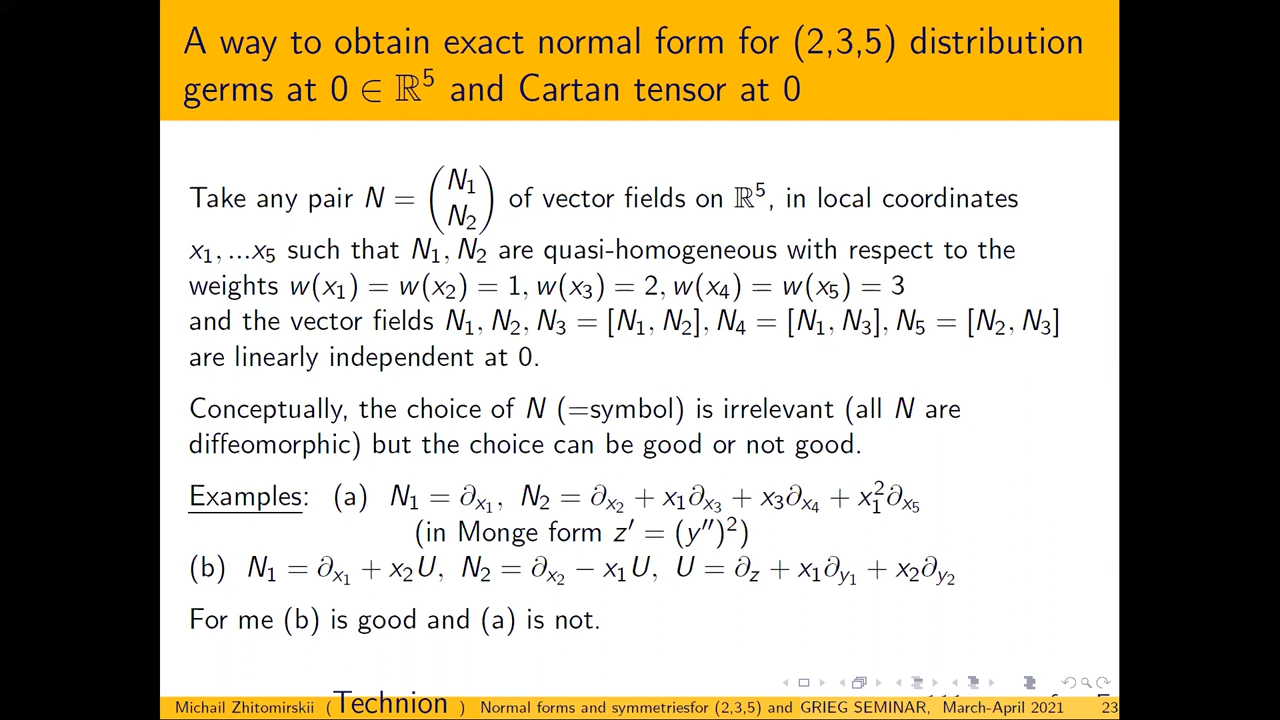 A way to obtain exact normal form for (2,3,5) distribution
germs at 0 ∈ ℝ⁵ and Cartan tensor at 0
Take any pair N = (N₁ N₂) of vector fields on ℝ⁵, in local coordinates
x₁, ...x₅ such that N₁, N₂ are quasi-homogeneous with respect to the
weights w(x₁) = w(x₂) = 1, w(x₃) = 2, w(x₄) = w(x₅) = 3
and the vector fields N₁, N₂, N₃ = [N₁, N₂], N₄ = [N₁, N₃], N₅ = [N₂, N₃]
are linearly independent at 0.
Conceptually, the choice of N (=symbol) is irrelevant (all N are
diffeomorphic) but the choice can be good or not good.
Examples: (a) N₁ = ∂ₓ₁, N₂ = ∂ₓ₂ + x₁∂ₓ₃ + x₃∂ₓ₄ + x₁²∂ₓ₅
(in Monge form z′ = (y″)²)
(b) N₁ = ∂ₓ₁ + x₂U, N₂ = ∂ₓ₂ − x₁U, U = ∂_z + x₁∂_y₁ + x₂∂_y₂
For me (b) is good and (a) is not.
Michail Zhitomirskii ( Technion ) Normal forms and symmetriesfor (2,3,5) and GRIEG SEMINAR, March-April 2021 23